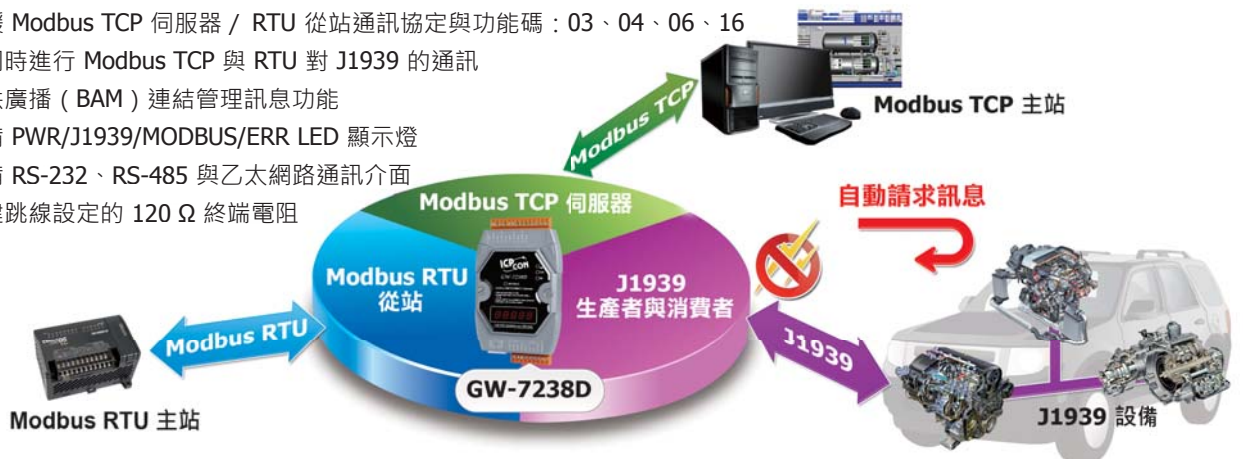 Modbus TCP 伺服器 / RTU 從站通訊協定與功能碼：03、04、06、16
時進行 Modbus TCP 與 RTU 對 J1939 的通訊
廣播（BAM）連結管理訊息功能
PWR/J1939/MODBUS/ERR LED 顯示燈
RS-232、RS-485 與乙太網路通訊介面
跳線設定的 120 Ω 終端電阻
Modbus TCP
Modbus TCP 主站
Modbus TCP 伺服器
自動請求訊息
Modbus RTU
從站
ICP CON
GW-7238D
J1939
生產者與消費者
Modbus RTU
J1939
GW-7238D
Modbus RTU 主站
J1939 設備